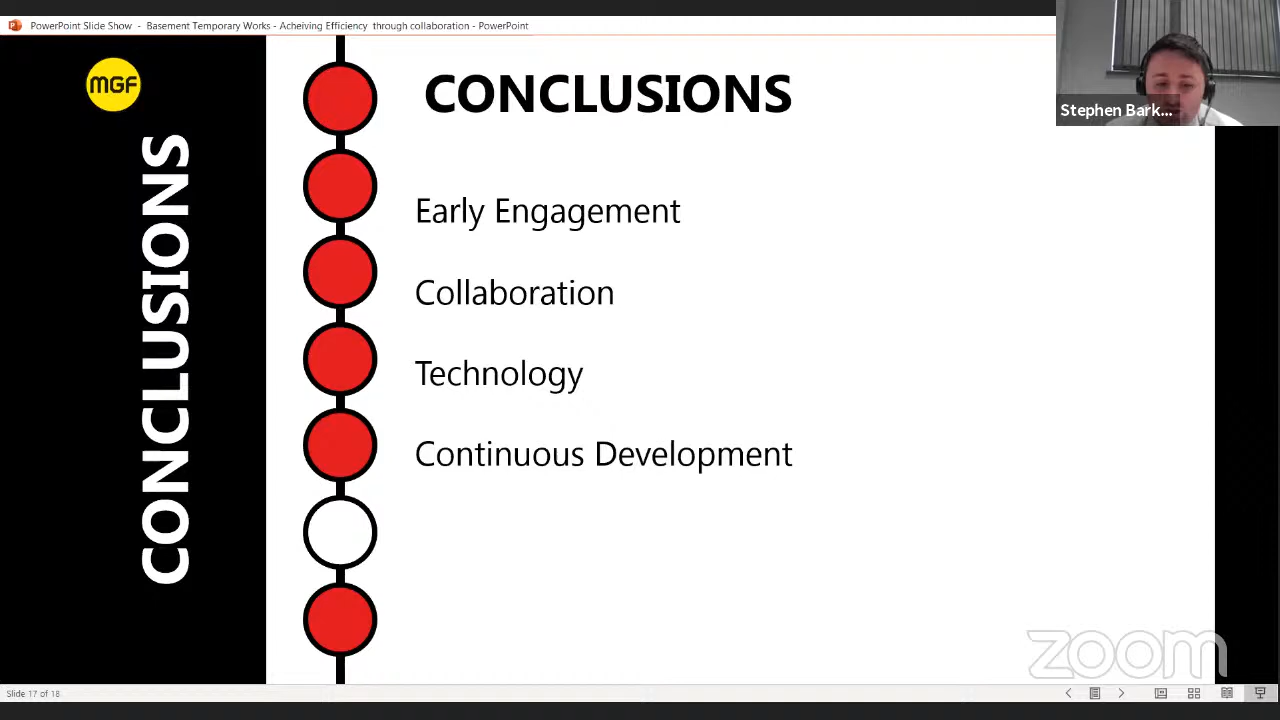 PowerPoint Slide Show - Basement Temporary Works - Acheiving Efficiency through collaboration - PowerPoint
MGF
CONCLUSIONS
CONCLUSIONS
Early Engagement
Collaboration
Technology
Continuous Development
Stephen Bark...
zoom
Slide 17 of 18